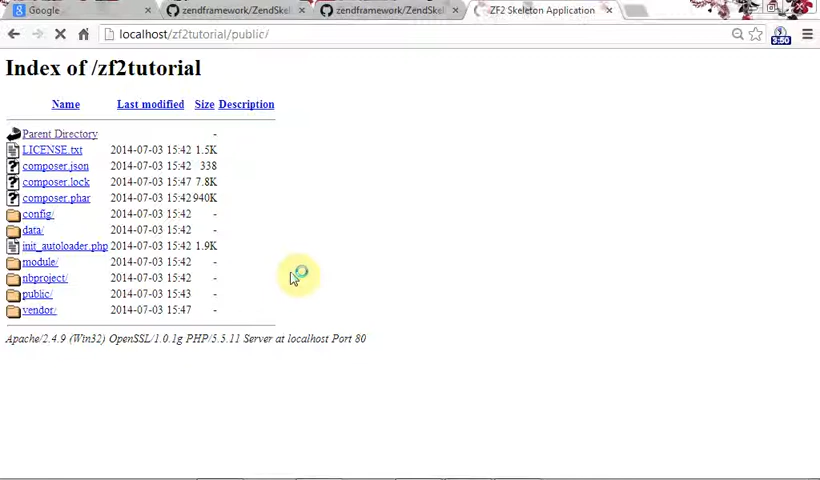 Google
zendframework/ZendSkel
zendframework/ZendSkel
ZF2 Skeleton Application
localhost/zf2tutorial/public/
3:50
Index of /zf2tutorial
Name Last modified Size Description
Parent Directory -
LICENSE.txt 2014-07-03 15:42 1.5K
composer.json 2014-07-03 15:42 338
composer.lock 2014-07-03 15:47 7.8K
composer.phar 2014-07-03 15:42 940K
config/ 2014-07-03 15:42 -
data/ 2014-07-03 15:42 -
init_autoloader.php 2014-07-03 15:42 1.9K
module/ 2014-07-03 15:42 -
nbproject/ 2014-07-03 15:42 -
public/ 2014-07-03 15:43 -
vendor/ 2014-07-03 15:47 -
Apache/2.4.9 (Win32) OpenSSL/1.0.1g PHP/5.5.11 Server at localhost Port 80